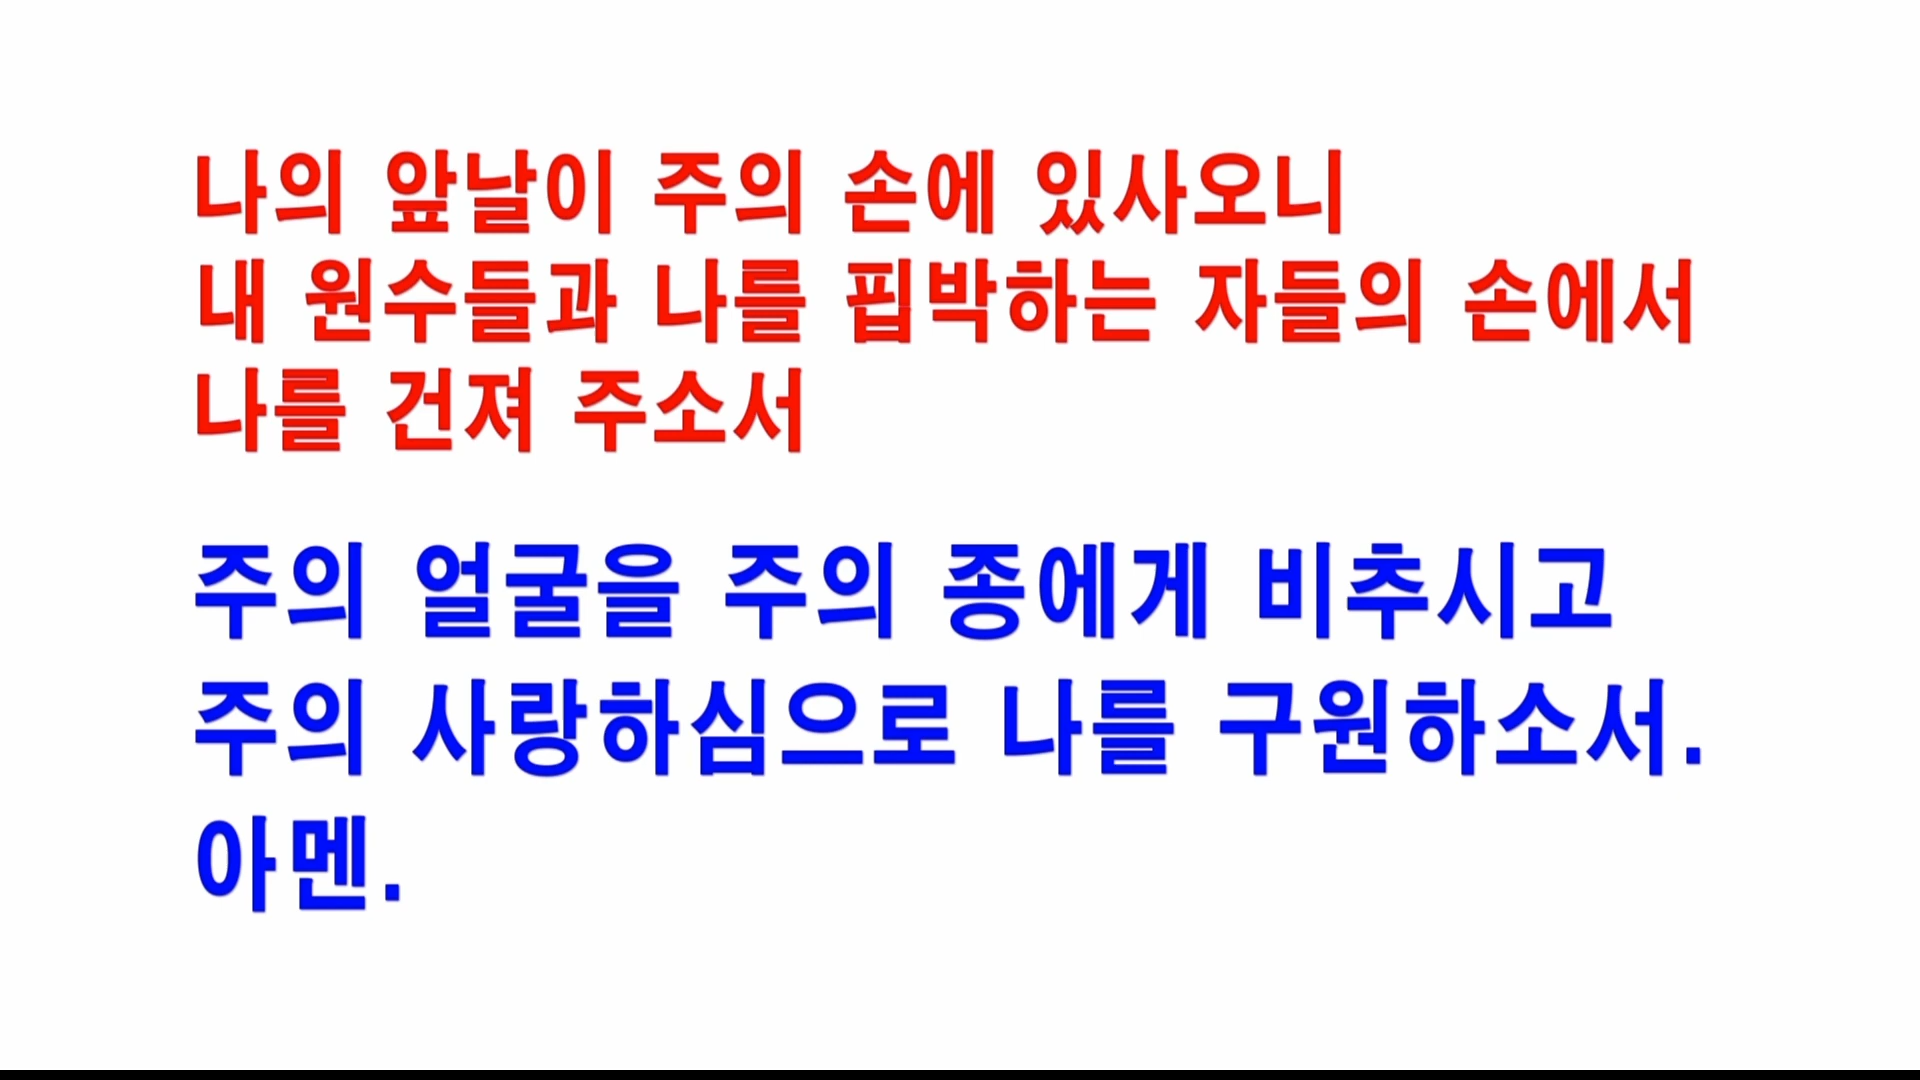 나의 앞날이 주의 손에 있사오니
내 원수들과 나를 핍박하는 자들의 손에서
나를 건져 주소서
주의 얼굴을 주의 종에게 비추시고
주의 사랑하심으로 나를 구원하소서.
아멘.